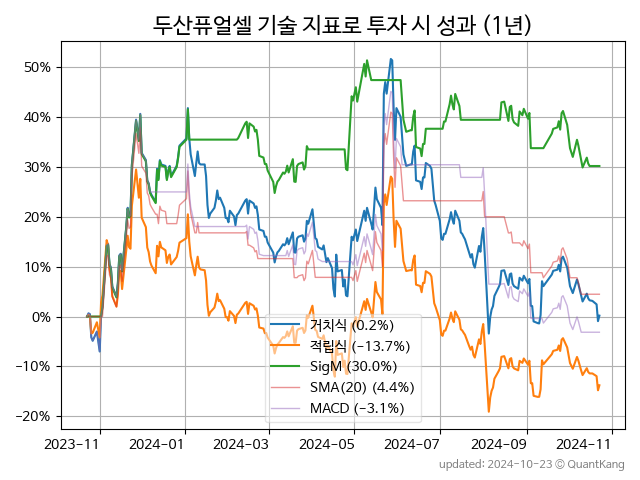 두산퓨얼셀 기술 지표로 투자 시 성과 (1년)
50%
40%
30%
20%
10%
0%
−10%
−20%
거치식 (0.2%)
적립식 (−13.7%)
SigM (30.0%)
SMA(20) (4.4%)
MACD (−3.1%)
2023−11
2024−01
2024−03
2024−05
2024−07
2024−09
2024−11
updated: 2024−10−23 ⓒ QuantKang